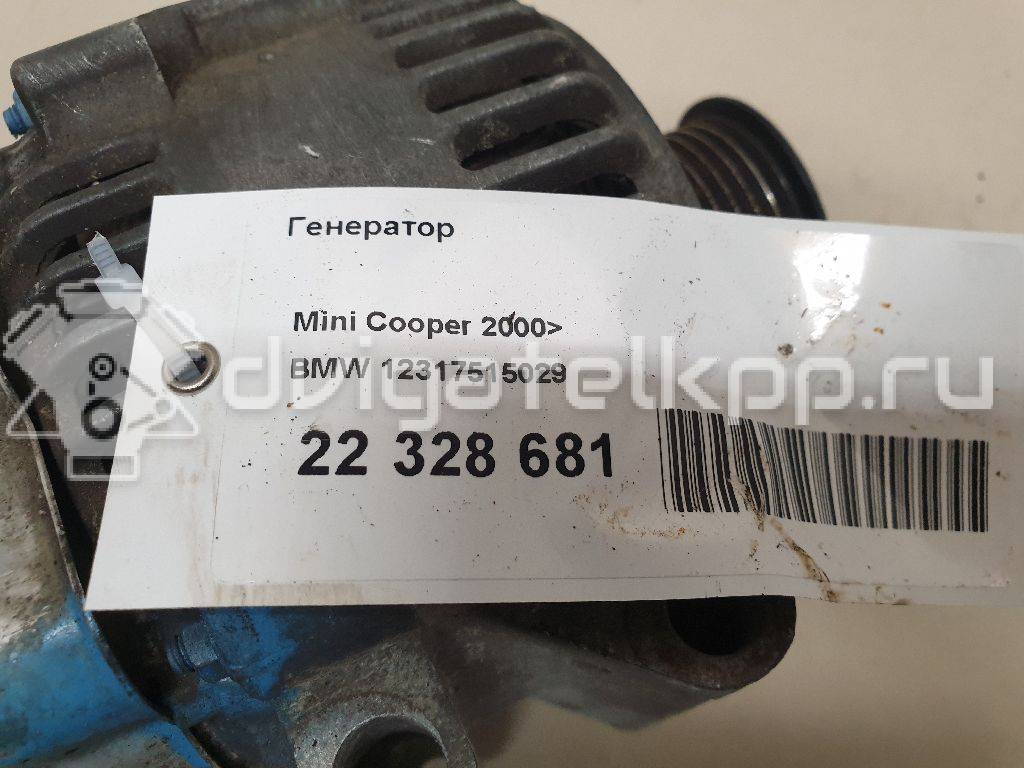 Генератор
Mini Cooper 2000>
BMW 12317515029
dvigatelkpp.ru
22 328 681